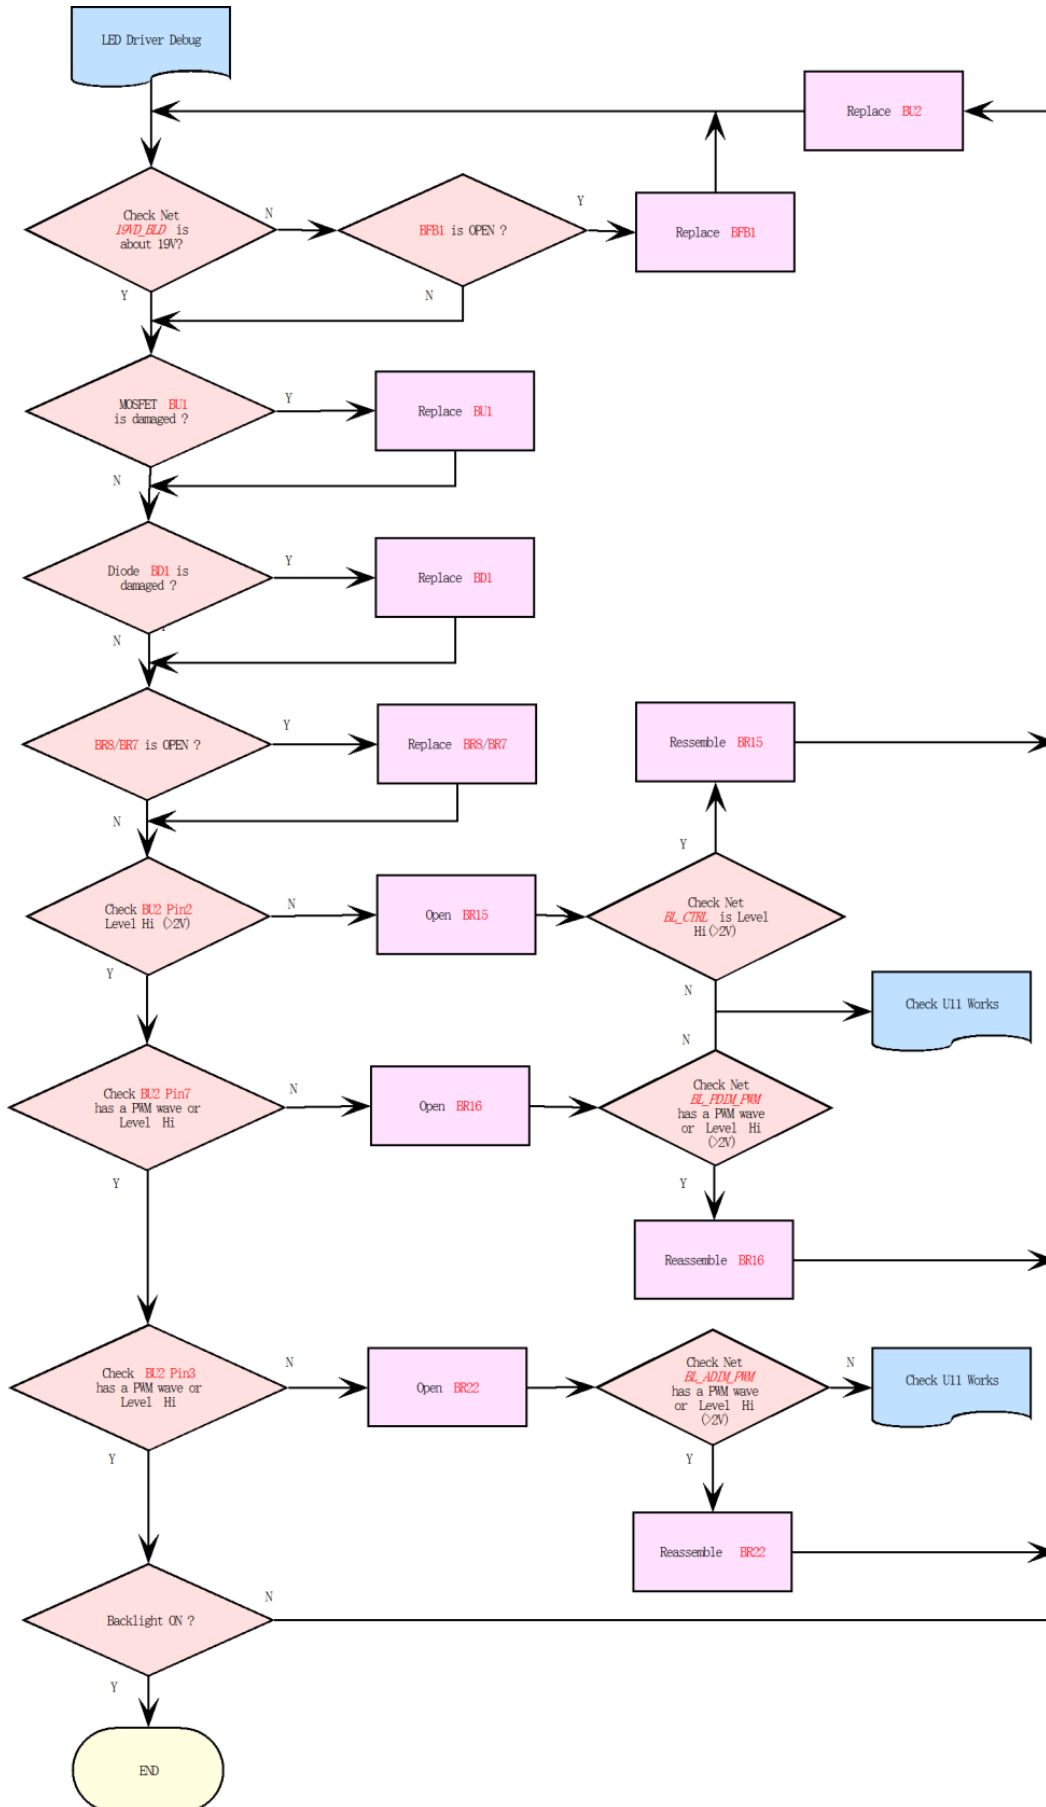 LED Driver Debug
Replace BU2
Check Net
19VD_BLD is
about 19V?
N
BFB1 is OPEN ?
Y
Replace BFB1
Y
N
MOSFET BU1
is damaged ?
Y
Replace BU1
N
Diode BD1 is
damaged ?
Y
Replace BD1
N
BR8/BR7 is OPEN ?
Y
Replace BR8/BR7
Ressemble BR15
N
Y
Check BU2 Pin2
Level Hi (>2V)
N
Open BR15
Check Net
BL_CTRL is Level
Hi(>2V)
Y
N
Check U11 Works
N
Check BU2 Pin7
has a PWM wave or
Level Hi
N
Open BR16
Check Net
BL_PDIM_PWM
has a PWM wave
or Level Hi
(>2V)
Y
Y
Reassemble BR16
Check BU2 Pin3
has a PWM wave or
Level Hi
N
Open BR22
Check Net
BL_ADIM_PWM
has a PWM wave
or Level Hi
(>2V)
N
Check U11 Works
Y
Y
Reassemble BR22
Backlight ON ?
N
Y
END